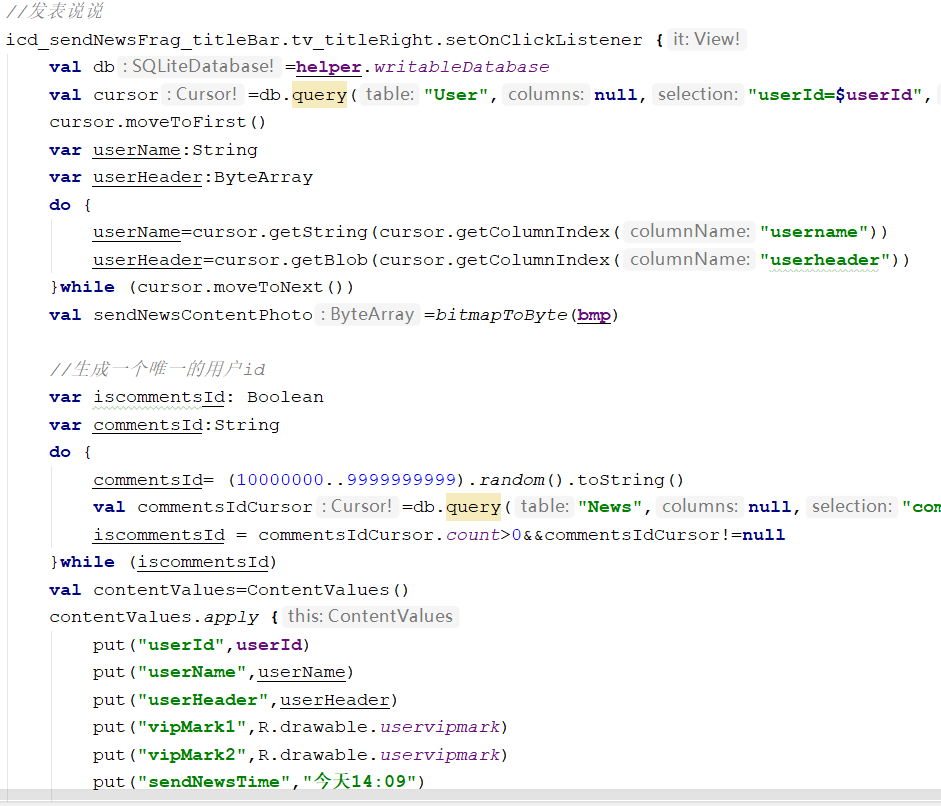 //发表说说
icd_sendNewsFrag_titleBar.tv_titleRight.setOnClickListener { it: View!
val db : SQLiteDatabase! =helper.writableDatabase
val cursor : Cursor! =db.query( table: "User", columns: null, selection: "userId=$userId",
cursor.moveToFirst()
var userName:String
var userHeader:ByteArray
do {
userName=cursor.getString(cursor.getColumnIndex( columnName: "username"))
userHeader=cursor.getBlob(cursor.getColumnIndex( columnName: "userheader"))
}while (cursor.moveToNext())
val sendNewsContentPhoto : ByteArray =bitmapToByte(bmp)
//生成一个唯一的用户id
var iscommentsId: Boolean
var commentsId:String
do {
commentsId= (10000000..9999999999).random().toString()
val commentsIdCursor : Cursor! =db.query( table: "News", columns: null, selection: "com
iscommentsId = commentsIdCursor.count>0&&commentsIdCursor!=null
}while (iscommentsId)
val contentValues=ContentValues()
contentValues.apply { this: ContentValues
put("userId",userId)
put("userName",userName)
put("userHeader",userHeader)
put("vipMark1",R.drawable.uservipmark)
put("vipMark2",R.drawable.uservipmark)
put("sendNewsTime","今天14:09")